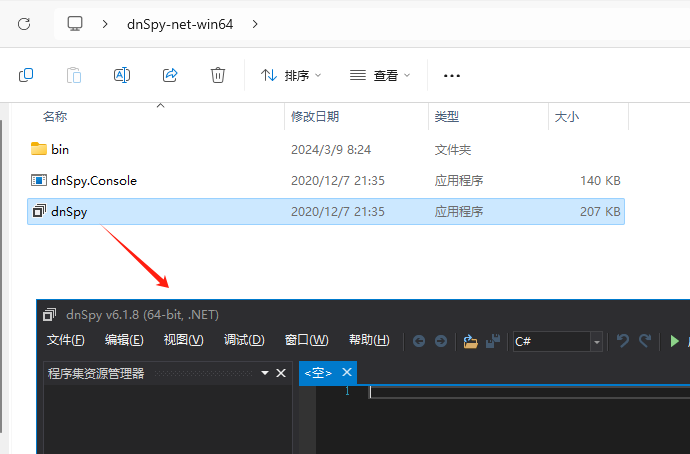 dnSpy-net-win64
排序 查看
名称 修改日期 类型 大小
bin 2024/3/9 8:24 文件夹
dnSpy.Console 2020/12/7 21:35 应用程序 140 KB
dnSpy 2020/12/7 21:35 应用程序 207 KB
dnSpy v6.1.8 (64-bit, .NET)
文件(F) 编辑(E) 视图(V) 调试(D) 窗口(W) 帮助(H) C#
程序集资源管理器 <空>
1